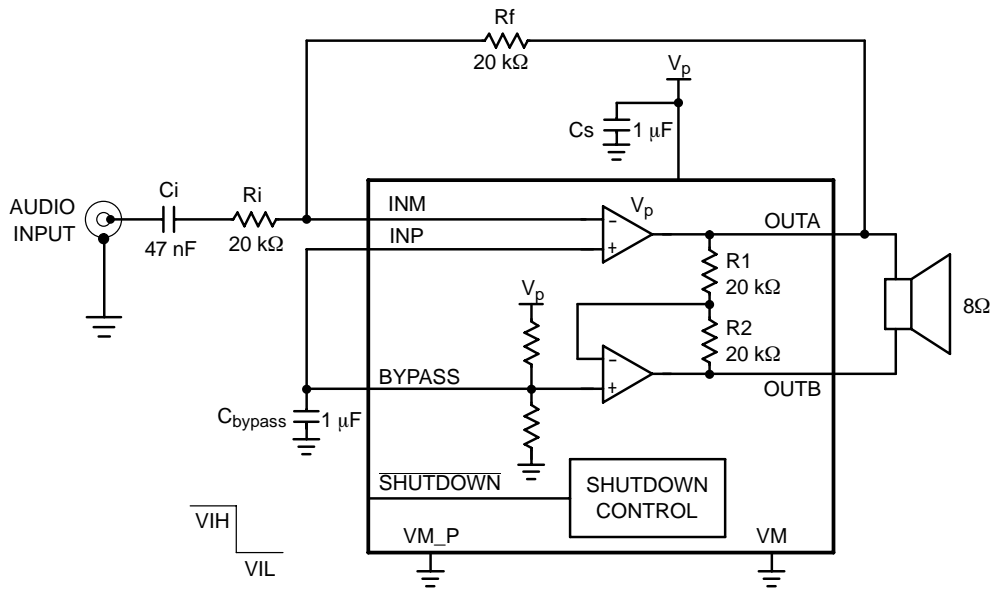 Rf
20 kΩ
Vp
Cs
1 μF
AUDIO
INPUT
Ci
47 nF
Ri
20 kΩ
INM
INP
Vp
−
+
OUTA
R1
20 kΩ
8Ω
Vp
R2
20 kΩ
−
+
BYPASS
OUTB
Cbypass
1 μF
SHUTDOWN
SHUTDOWN
CONTROL
VIH
VIL
VM_P
VM